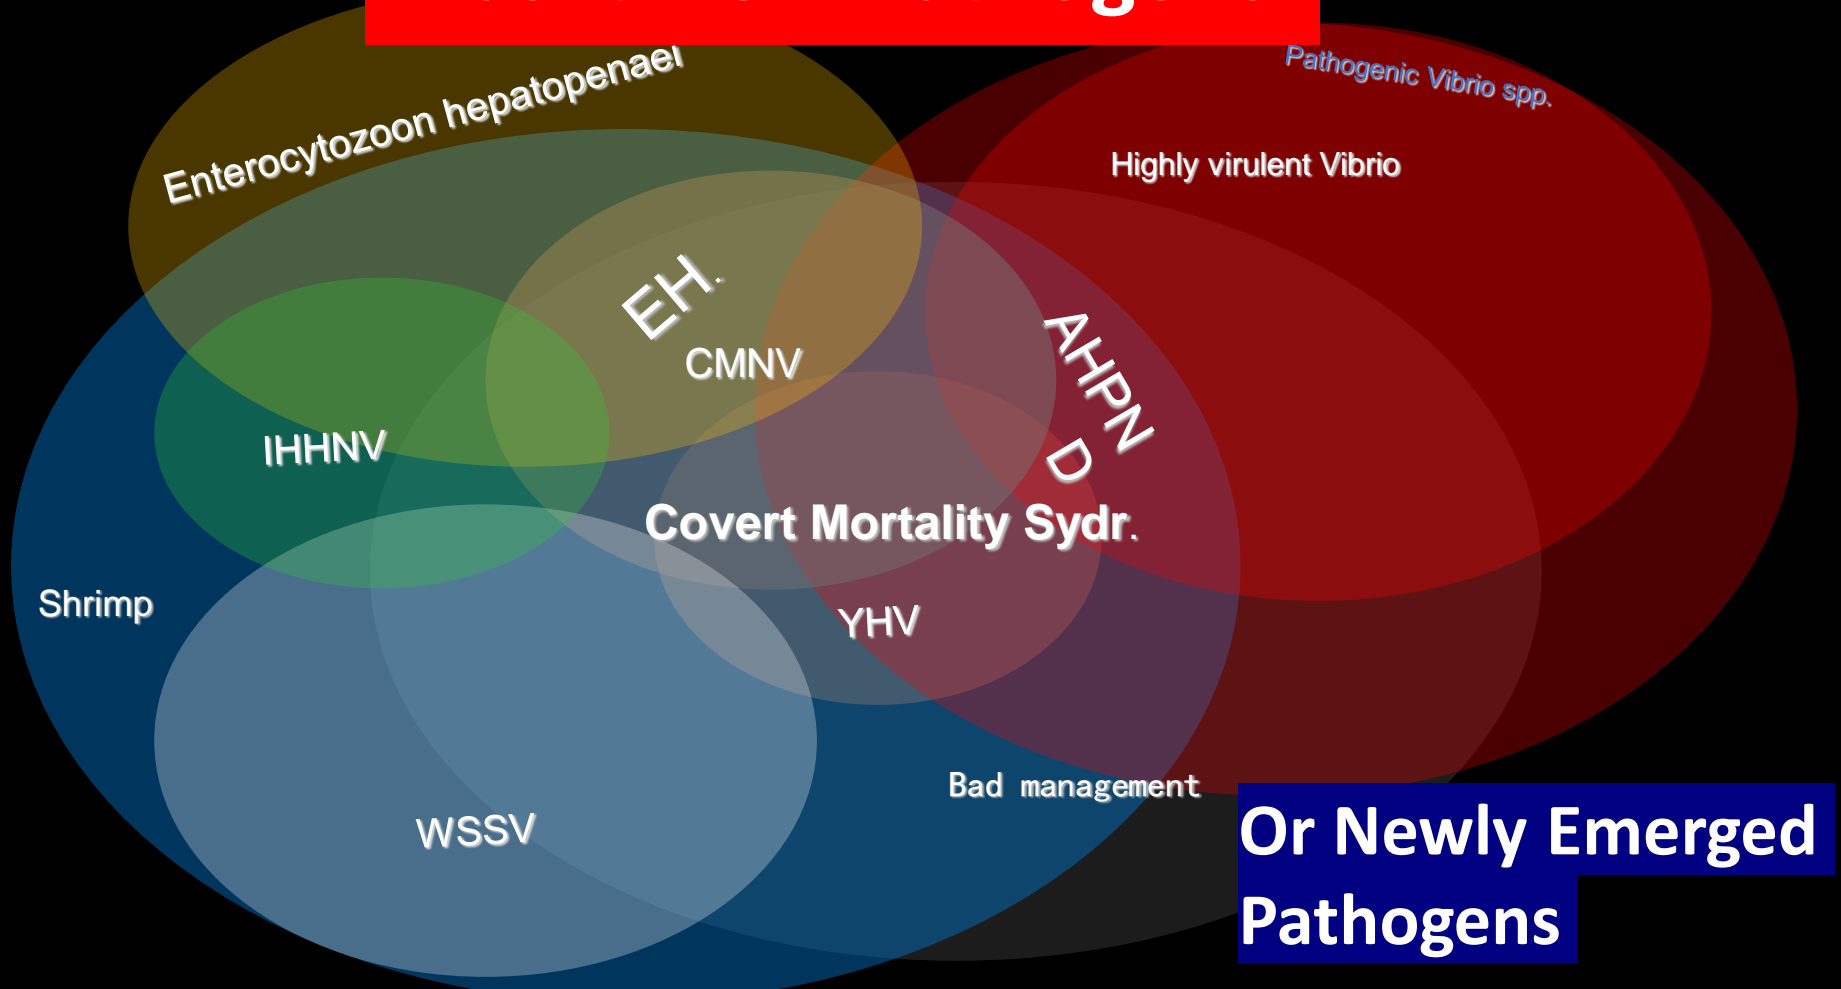 Enterocytozoon hepatopenaei
Pathogenic Vibrio spp.
Highly virulent Vibrio
EH.
CMNV
AHPN
D
IHHNV
Covert Mortality Sydr.
Shrimp
YHV
Bad management
WSSV
Or Newly Emerged
Pathogens